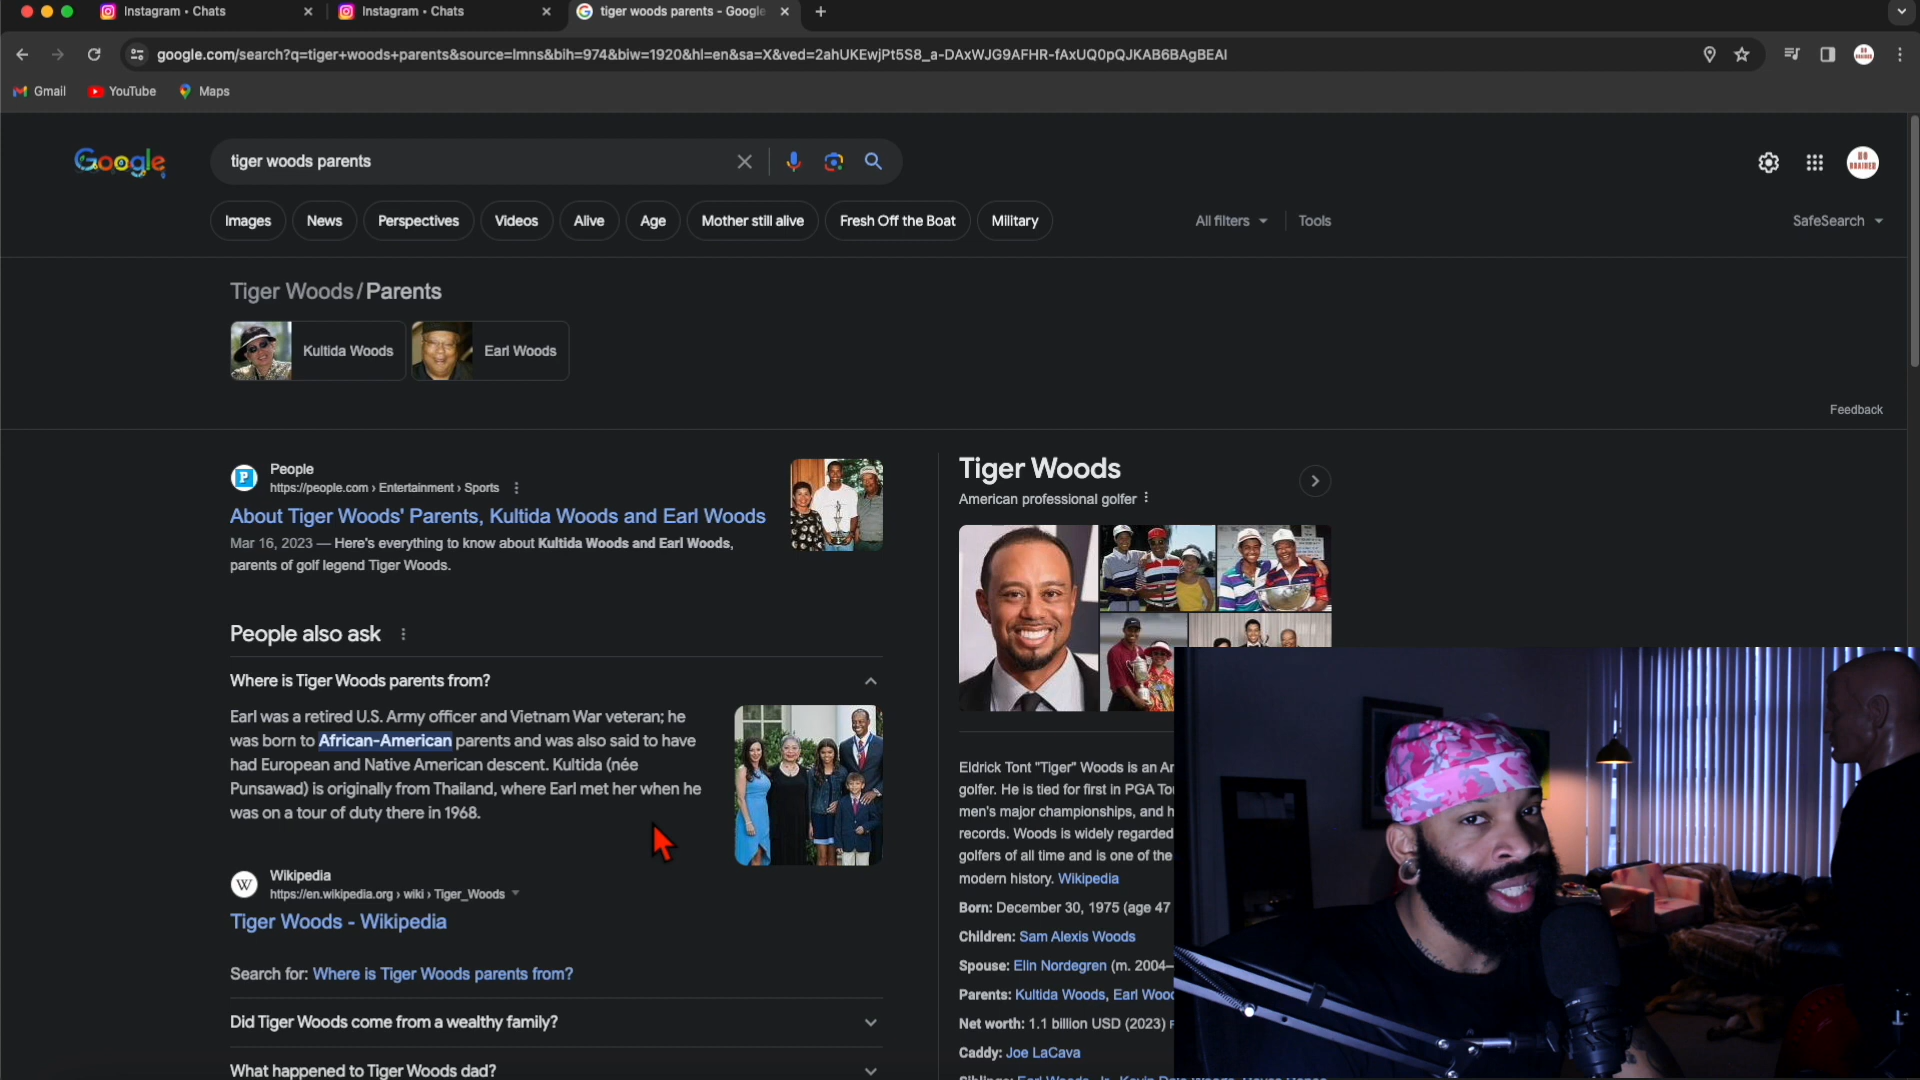 Instagram • Chats
Instagram • Chats
tiger woods parents - Google
google.com/search?q=tiger+woods+parents&source=lmns&bih=974&biw=1920&hl=en&sa=X&ved=2ahUKEwjPt5S8_a-DAxWJG9AFHR-fAxUQ0pQJKAB6BAgBEAI
Gmail
YouTube
Maps
Google
tiger woods parents
Images
News
Perspectives
Videos
Alive
Age
Mother still alive
Fresh Off the Boat
Military
All filters
Tools
SafeSearch
Tiger Woods / Parents
Kultida Woods
Earl Woods
Feedback
People
https://people.com › Entertainment › Sports
About Tiger Woods' Parents, Kultida Woods and Earl Woods
Mar 16, 2023 — Here's everything to know about Kultida Woods and Earl Woods,
parents of golf legend Tiger Woods.
People also ask
Where is Tiger Woods parents from?
Earl was a retired U.S. Army officer and Vietnam War veteran; he
was born to African-American parents and was also said to have
had European and Native American descent. Kultida (née
Punsawad) is originally from Thailand, where Earl met her when he
was on a tour of duty there in 1968.
Wikipedia
https://en.wikipedia.org › wiki › Tiger_Woods
Tiger Woods - Wikipedia
Search for: Where is Tiger Woods parents from?
Did Tiger Woods come from a wealthy family?
What happened to Tiger Woods dad?
Tiger Woods
American professional golfer
Eldrick Tont "Tiger" Woods is an
golfer. He is tied for first in PGA
men's major championships, and
records. Woods is widely regarded
golfers of all time and is one of the
modern history. Wikipedia
Born: December 30, 1975 (age 47
Children: Sam Alexis Woods
Spouse: Elin Nordegren (m. 2004–
Parents: Kultida Woods, Earl
Net worth: 1.1 billion USD (2023)
Caddy: Joe LaCava